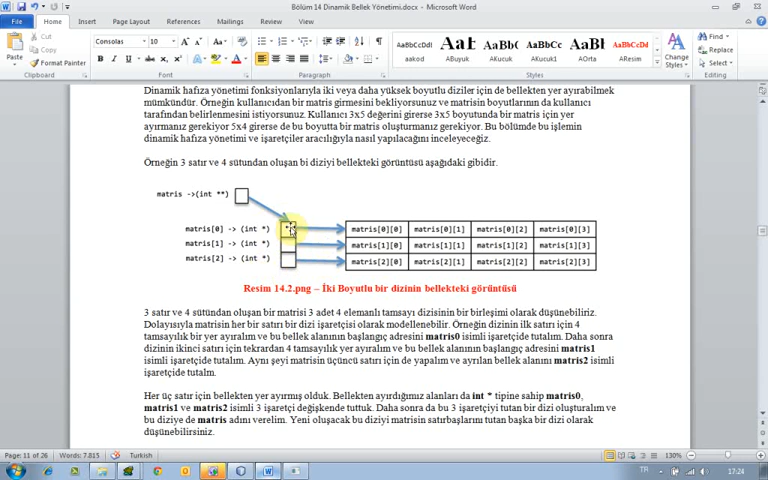 Bölüm 14 Dinamik Bellek Yönetimi.docx - Microsoft Word
File Home Insert Page Layout References Mailings Review View
Paste
Cut
Copy
Format Painter
Clipboard
Consolas 10
Font
Paragraph
AaBbCcDd AaBl AaBbCc AaBbCc AaBb AaBbCcDd
aakod ABuyuk AKucuk AKucuk1 AOrta AResim
Change Styles
Styles
Find
Replace
Select
Editing
Dinamik hafıza yönetimi fonksiyonlarıyla iki veya daha yüksek boyutlu diziler için de bellekten yer ayırabilmek
mümkündür. Örneğin kullanıcıdan bir matris girmesini bekliyorsunuz ve matrisin boyutlarının da kullanıcı
tarafından belirlenmesini istiyorsunuz. Kullanıcı 3x5 değerini girerse 3x5 boyutunda bir matris için yer
ayırmanız gerekiyor 5x4 girerse de bu boyutta bir matris oluşturmanız gerekiyor. Bu bölümde bu işlemin
dinamik hafıza yönetimi ve işaretçiler aracılığıyla nasıl yapılacağını inceleyeceğiz.
Örneğin 3 satır ve 4 sütundan oluşan bi diziyi bellekteki görüntüsü aşağıdaki gibidir.
matris ->(int **)
matris[0] -> (int *) matris[0][0] matris[0][1] matris[0][2] matris[0][3]
matris[1] -> (int *) matris[1][0] matris[1][1] matris[1][2] matris[1][3]
matris[2] -> (int *) matris[2][0] matris[2][1] matris[2][2] matris[2][3]
Resim 14.2.png – İki Boyutlu bir dizinin bellekteki görüntüsü
3 satır ve 4 sütündan oluşan bir matrisi 3 adet 4 elemanlı tamsayı dizisinin bir birleşimi olarak düşünebiliriz.
Dolayısıyla matrisin her bir satırı bir dizi işaretçisi olarak modellenebilir. Örneğin dizinin ilk satırı için 4
tamsayılık bir yer ayıralım ve bu bellek alanının başlangıç adresini matris0 isimli işaretçide tutalım. Daha sonra
dizinin ikinci satırı için tekrardan 4 tamsayılık yer ayıralım ve bu bellek alanının başlangıç adresini matris1
isimli işaretçide tutalım. Aynı şeyi matrisin üçüncü satırı için de yapalım ve ayrılan bellek alanını matris2 isimli
işaretçide tutalım.
Her üç satır için bellekten yer ayırmış olduk. Bellekten ayırdığımız alanları da int * tipine sahip matris0,
matris1 ve matris2 isimli 3 işaretçi değişkende tuttuk. Daha sonra da bu 3 işaretçiyi tutan bir dizi oluşturalım ve
bu diziye de matris adını verelim. Yeni oluşacak bu diziyi matrisin satırbaşlarını tutan başka bir dizi olarak
düşünebilirsiniz.
Page: 11 of 26 Words: 7.815 Turkish 130%
TR 17:24